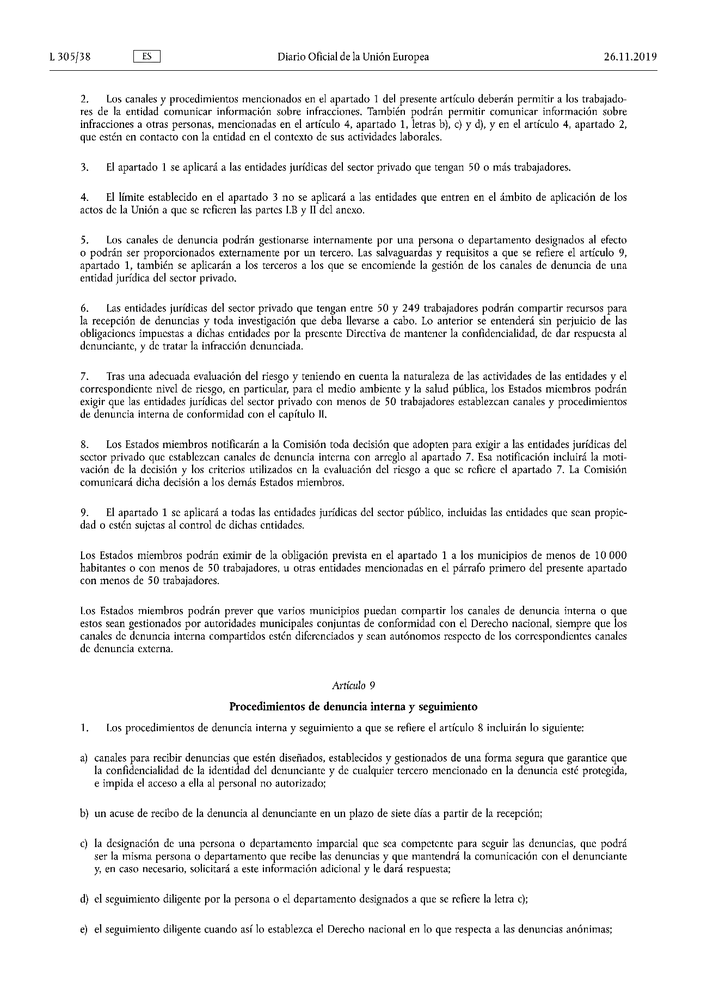 L 305/38
ES
Diario Oficial de la Unión Europea
26.11.2019
2. Los canales y procedimientos mencionados en el apartado 1 del presente artículo deberán permitir a los trabajado-
res de la entidad comunicar información sobre infracciones. También podrán permitir comunicar información sobre
infracciones a otras personas, mencionadas en el artículo 4, apartado 1, letras b), c) y d), y en el artículo 4, apartado 2,
que estén en contacto con la entidad en el contexto de sus actividades laborales.
3. El apartado 1 se aplicará a las entidades jurídicas del sector privado que tengan 50 o más trabajadores.
4. El límite establecido en el apartado 3 no se aplicará a las entidades que entren en el ámbito de aplicación de los
actos de la Unión a que se refieren las partes I.B y II del anexo.
5. Los canales de denuncia podrán gestionarse internamente por una persona o departamento designados al efecto
o podrán ser proporcionados externamente por un tercero. Las salvaguardas y requisitos a que se refiere el artículo 9,
apartado 1, también se aplicarán a los terceros a los que se encomiende la gestión de los canales de denuncia de una
entidad jurídica del sector privado.
6. Las entidades jurídicas del sector privado que tengan entre 50 y 249 trabajadores podrán compartir recursos para
la recepción de denuncias y toda investigación que deba llevarse a cabo. Lo anterior se entenderá sin perjuicio de las
obligaciones impuestas a dichas entidades por la presente Directiva de mantener la confidencialidad, de dar respuesta al
denunciante, y de tratar la infracción denunciada.
7. Tras una adecuada evaluación del riesgo y teniendo en cuenta la naturaleza de las actividades de las entidades y el
correspondiente nivel de riesgo, en particular, para el medio ambiente y la salud pública, los Estados miembros podrán
exigir que las entidades jurídicas del sector privado con menos de 50 trabajadores establezcan canales y procedimientos
de denuncia interna de conformidad con el capítulo II.
8. Los Estados miembros notificarán a la Comisión toda decisión que adopten para exigir a las entidades jurídicas del
sector privado que establezcan canales de denuncia interna con arreglo al apartado 7. Esa notificación incluirá la moti-
vación de la decisión y los criterios utilizados en la evaluación del riesgo a que se refiere el apartado 7. La Comisión
comunicará dicha decisión a los demás Estados miembros.
9. El apartado 1 se aplicará a todas las entidades jurídicas del sector público, incluidas las entidades que sean propie-
dad o estén sujetas al control de dichas entidades.
Los Estados miembros podrán eximir de la obligación prevista en el apartado 1 a los municipios de menos de 10 000
habitantes o con menos de 50 trabajadores, u otras entidades mencionadas en el párrafo primero del presente apartado
con menos de 50 trabajadores.
Los Estados miembros podrán prever que varios municipios puedan compartir los canales de denuncia interna o que
estos sean gestionados por autoridades municipales conjuntas de conformidad con el Derecho nacional, siempre que los
canales de denuncia interna compartidos estén diferenciados y sean autónomos respecto de los correspondientes canales
de denuncia externa.
Artículo 9
Procedimientos de denuncia interna y seguimiento
1. Los procedimientos de denuncia interna y seguimiento a que se refiere el artículo 8 incluirán lo siguiente:
a) canales para recibir denuncias que estén diseñados, establecidos y gestionados de una forma segura que garantice que
la confidencialidad de la identidad del denunciante y de cualquier tercero mencionado en la denuncia esté protegida,
e impida el acceso a ella al personal no autorizado;
b) un acuse de recibo de la denuncia al denunciante en un plazo de siete días a partir de la recepción;
c) la designación de una persona o departamento imparcial que sea competente para seguir las denuncias, que podrá
ser la misma persona o departamento que recibe las denuncias y que mantendrá la comunicación con el denunciante
y, en caso necesario, solicitará a este información adicional y le dará respuesta;
d) el seguimiento diligente por la persona o el departamento designados a que se refiere la letra c);
e) el seguimiento diligente cuando así lo establezca el Derecho nacional en lo que respecta a las denuncias anónimas;